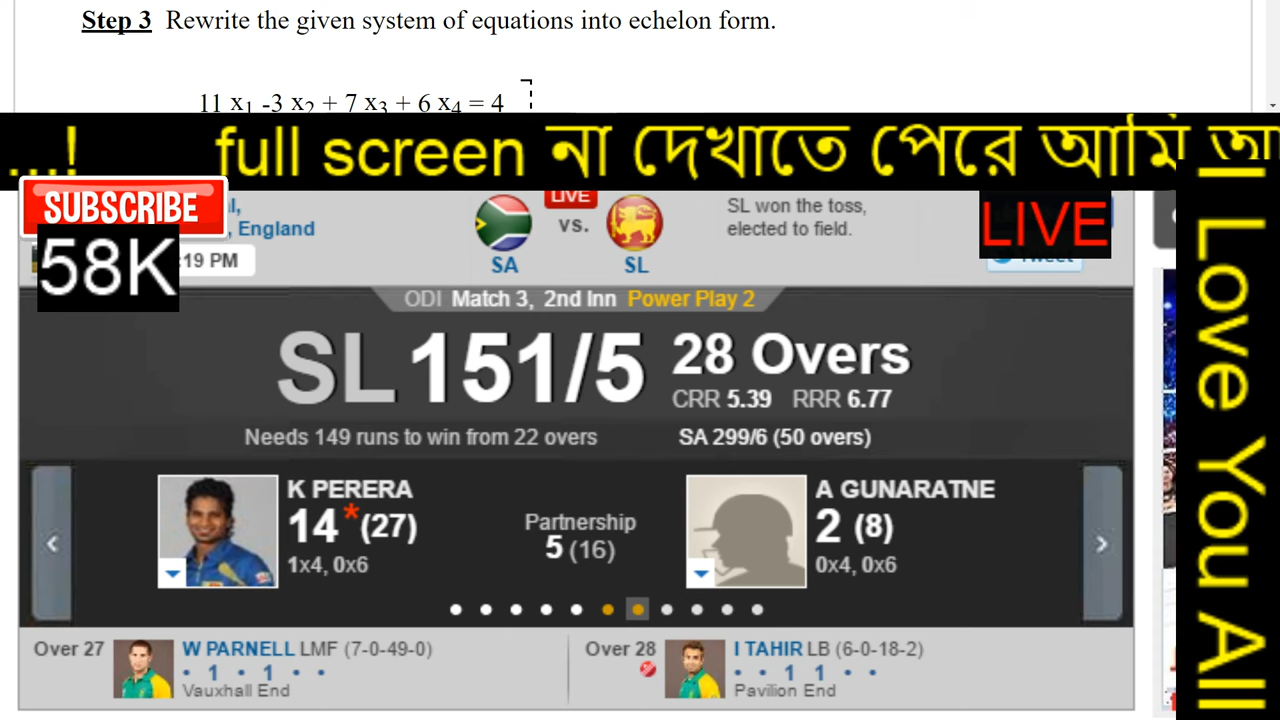 Step 3 Rewrite the given system of equations into echelon form.
11 x1 -3 x2 + 7 x3 + 6 x4 = 4
...! full screen না দেখাতে পেরে আমি
SUBSCRIBE
58K
England
:19 PM
LIVE
vs.
SA
SL
SL won the toss,
elected to field.
LIVE
Tweet
ODI Match 3, 2nd Inn Power Play 2
SL 151/5
28 Overs
CRR 5.39 RRR 6.77
Needs 149 runs to win from 22 overs
SA 299/6 (50 overs)
K PERERA
14*(27)
1x4, 0x6
Partnership
5 (16)
A GUNARATNE
2 (8)
0x4, 0x6
Over 27
W PARNELL LMF (7-0-49-0)
• 1 • 1 • •
Vauxhall End
Over 28
I TAHIR LB (6-0-18-2)
• • 1 1 • •
Pavilion End
I Love You All